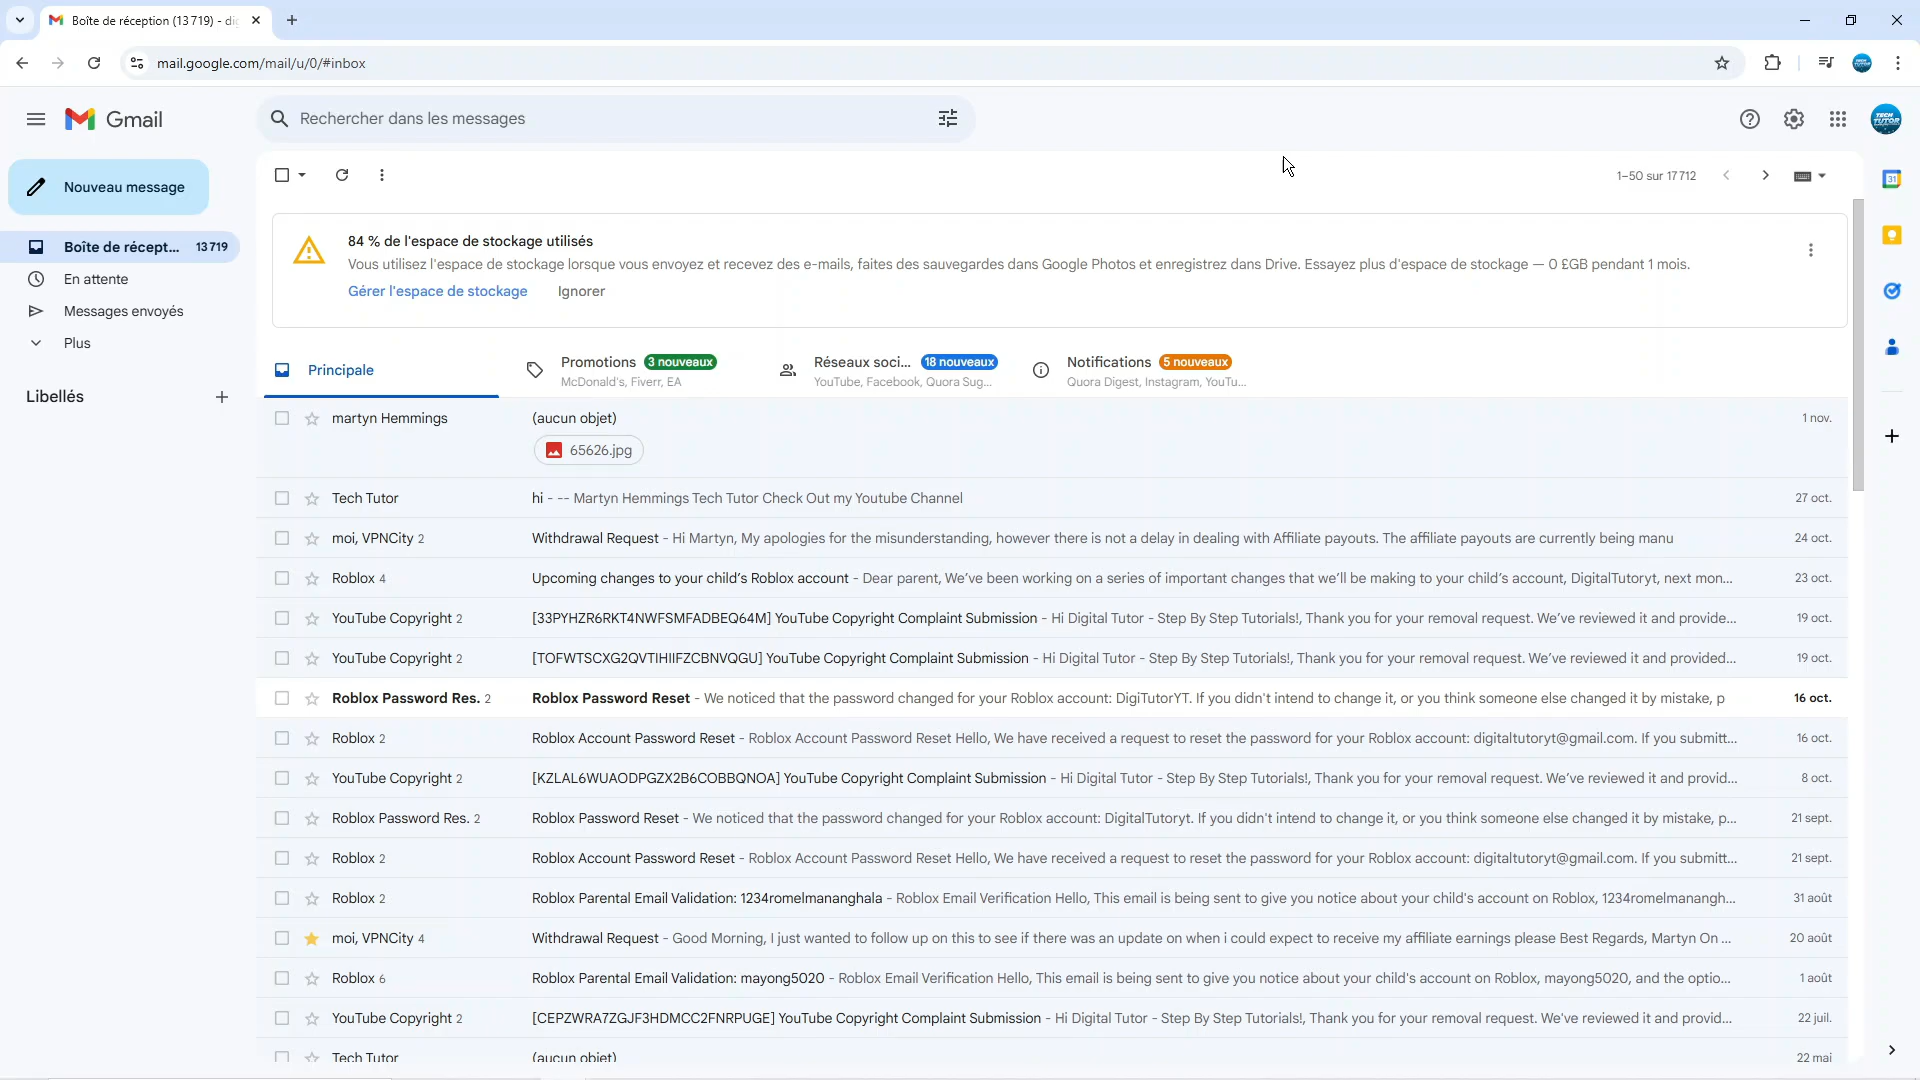 Boîte de réception (13 719) - di
mail.google.com/mail/u/0/#inbox
Gmail
Rechercher dans les messages
TECH TUTOR
Nouveau message
1–50 sur 17 712
Boîte de récept... 13 719
En attente
Messages envoyés
Plus
Libellés
31
84 % de l'espace de stockage utilisés
Vous utilisez l'espace de stockage lorsque vous envoyez et recevez des e-mails, faites des sauvegardes dans Google Photos et enregistrez dans Drive. Essayez plus d'espace de stockage — 0 £GB pendant 1 mois.
Gérer l'espace de stockage Ignorer
Principale
Promotions 3 nouveaux
McDonald's, Fiverr, EA
Réseaux soci... 18 nouveaux
YouTube, Facebook, Quora Sug...
Notifications 5 nouveaux
Quora Digest, Instagram, YouTu...
martyn Hemmings (aucun objet) 1 nov.
65626.jpg
Tech Tutor hi - -- Martyn Hemmings Tech Tutor Check Out my Youtube Channel 27 oct.
moi, VPNCity 2 Withdrawal Request - Hi Martyn, My apologies for the misunderstanding, however there is not a delay in dealing with Affiliate payouts. The affiliate payouts are currently being manu 24 oct.
Roblox 4 Upcoming changes to your child's Roblox account - Dear parent, We've been working on a series of important changes that we'll be making to your child's account, DigitalTutoryt, next mon... 23 oct.
YouTube Copyright 2 [33PYHZR6RKT4NWFSMFADBEQ64M] YouTube Copyright Complaint Submission - Hi Digital Tutor - Step By Step Tutorials!, Thank you for your removal request. We've reviewed it and provide... 19 oct.
YouTube Copyright 2 [TOFWTSCXG2QVTIHIIFZCBNVQGU] YouTube Copyright Complaint Submission - Hi Digital Tutor - Step By Step Tutorials!, Thank you for your removal request. We've reviewed it and provided... 19 oct.
Roblox Password Res. 2 Roblox Password Reset - We noticed that the password changed for your Roblox account: DigiTutorYT. If you didn't intend to change it, or you think someone else changed it by mistake, p 16 oct.
Roblox 2 Roblox Account Password Reset - Roblox Account Password Reset Hello, We have received a request to reset the password for your Roblox account: digitaltutoryt@gmail.com. If you submitt... 16 oct.
YouTube Copyright 2 [KZLAL6WUAODPGZX2B6COBBQNOA] YouTube Copyright Complaint Submission - Hi Digital Tutor - Step By Step Tutorials!, Thank you for your removal request. We've reviewed it and provid... 8 oct.
Roblox Password Res. 2 Roblox Password Reset - We noticed that the password changed for your Roblox account: DigitalTutoryt. If you didn't intend to change it, or you think someone else changed it by mistake, p... 21 sept.
Roblox 2 Roblox Account Password Reset - Roblox Account Password Reset Hello, We have received a request to reset the password for your Roblox account: digitaltutoryt@gmail.com. If you submitt... 21 sept.
Roblox 2 Roblox Parental Email Validation: 1234romelmananghala - Roblox Email Verification Hello, This email is being sent to give you notice about your child's account on Roblox, 1234romelmanangh... 31 août
moi, VPNCity 4 Withdrawal Request - Good Morning, I just wanted to follow up on this to see if there was an update on when i could expect to receive my affiliate earnings please Best Regards, Martyn On ... 20 août
Roblox 6 Roblox Parental Email Validation: mayong5020 - Roblox Email Verification Hello, This email is being sent to give you notice about your child's account on Roblox, mayong5020, and the optio... 1 août
YouTube Copyright 2 [CEPZWRA7ZGJF3HDMCC2FNRPUGE] YouTube Copyright Complaint Submission - Hi Digital Tutor - Step By Step Tutorials!, Thank you for your removal request. We've reviewed it and provid... 22 juil.
Tech Tutor (aucun objet) 22 mai